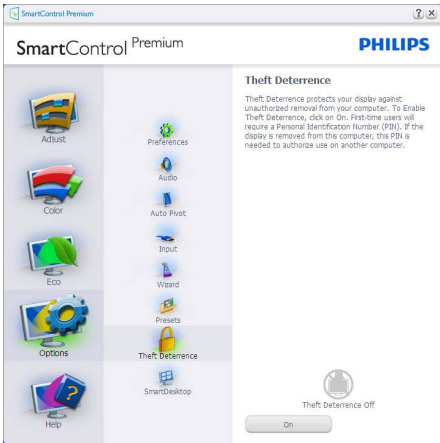 SmartControl Premium
SmartControl Premium
PHILIPS
Adjust
Color
Eco
Options
Help
Preferences
Audio
Auto Pivot
Input
Wizard
Presets
Theft Deterrence
SmartDesktop
Theft Deterrence
Theft Deterrence protects your display against
unauthorized removal from your computer. To Enable
Theft Deterrence, click on On. First-time users will
require a Personal Identification Number (PIN). If the
display is removed from this computer, this PIN is
needed to authorize use on another computer.
Theft Deterrence Off
On